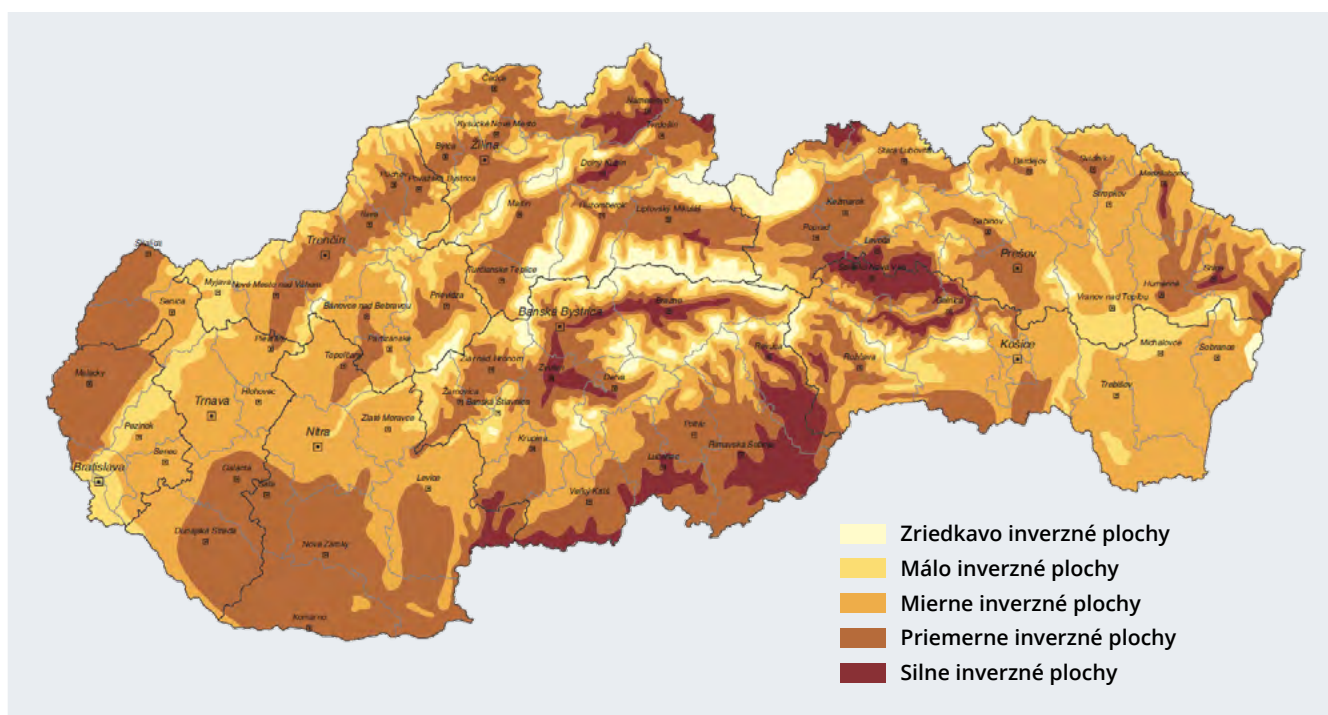 Čadca
Námestovo
Kysucké Nové Mesto
Tvrdošín
Bytča
Žilina
Stará Ľubovňa
Dolný Kubín
Bardejov
Svidník
Medzilaborce
Púchov
Považská Bystrica
Stropkov
Martin
Ružomberok
Liptovský Mikuláš
Kežmarok
Ilava
Sabinov
Poprad
Trenčín
Levoča
Skalica
Prešov
Spišská Nová Ves
Turčianske Teplice
Snina
Myjava
Nové Mesto nad Váhom
Humenné
Senica
Prievidza
Gelnica
Bánovce nad Bebravou
Brezno
Vranov nad Topľou
Banská Bystrica
Piešťany
Partizánske
Michalovce
Košice
Sobrance
Žiar nad Hronom
Revúca
Rožňava
Topoľčany
Malacky
Zvolen
Detva
Trebišov
Hlohovec
Trnava
Žarnovica
Banská Štiavnica
Zlaté Moravce
Poltár
Nitra
Pezinok
Krupina
Rimavská Sobota
Senec
Lučenec
Bratislava
Galanta
Levice
Šaľa
Veľký Krtíš
Dunajská Streda
Nové Zámky
Komárno
Zriedkavo inverzné plochy
Málo inverzné plochy
Mierne inverzné plochy
Priemerne inverzné plochy
Silne inverzné plochy